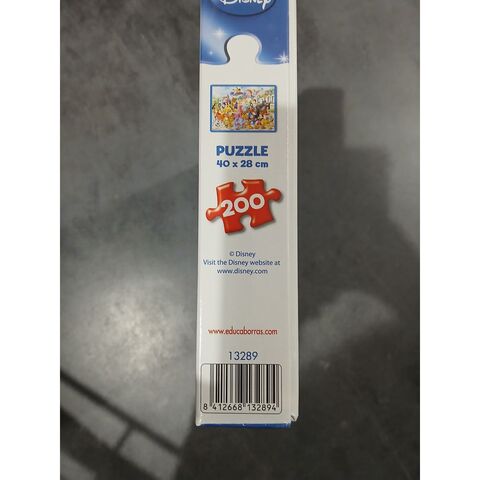 Disney
PUZZLE
40 x 28 cm
200
© Disney
Visit the Disney website at
www.disney.com
www.educaborras.com
13289
8 412668 132894